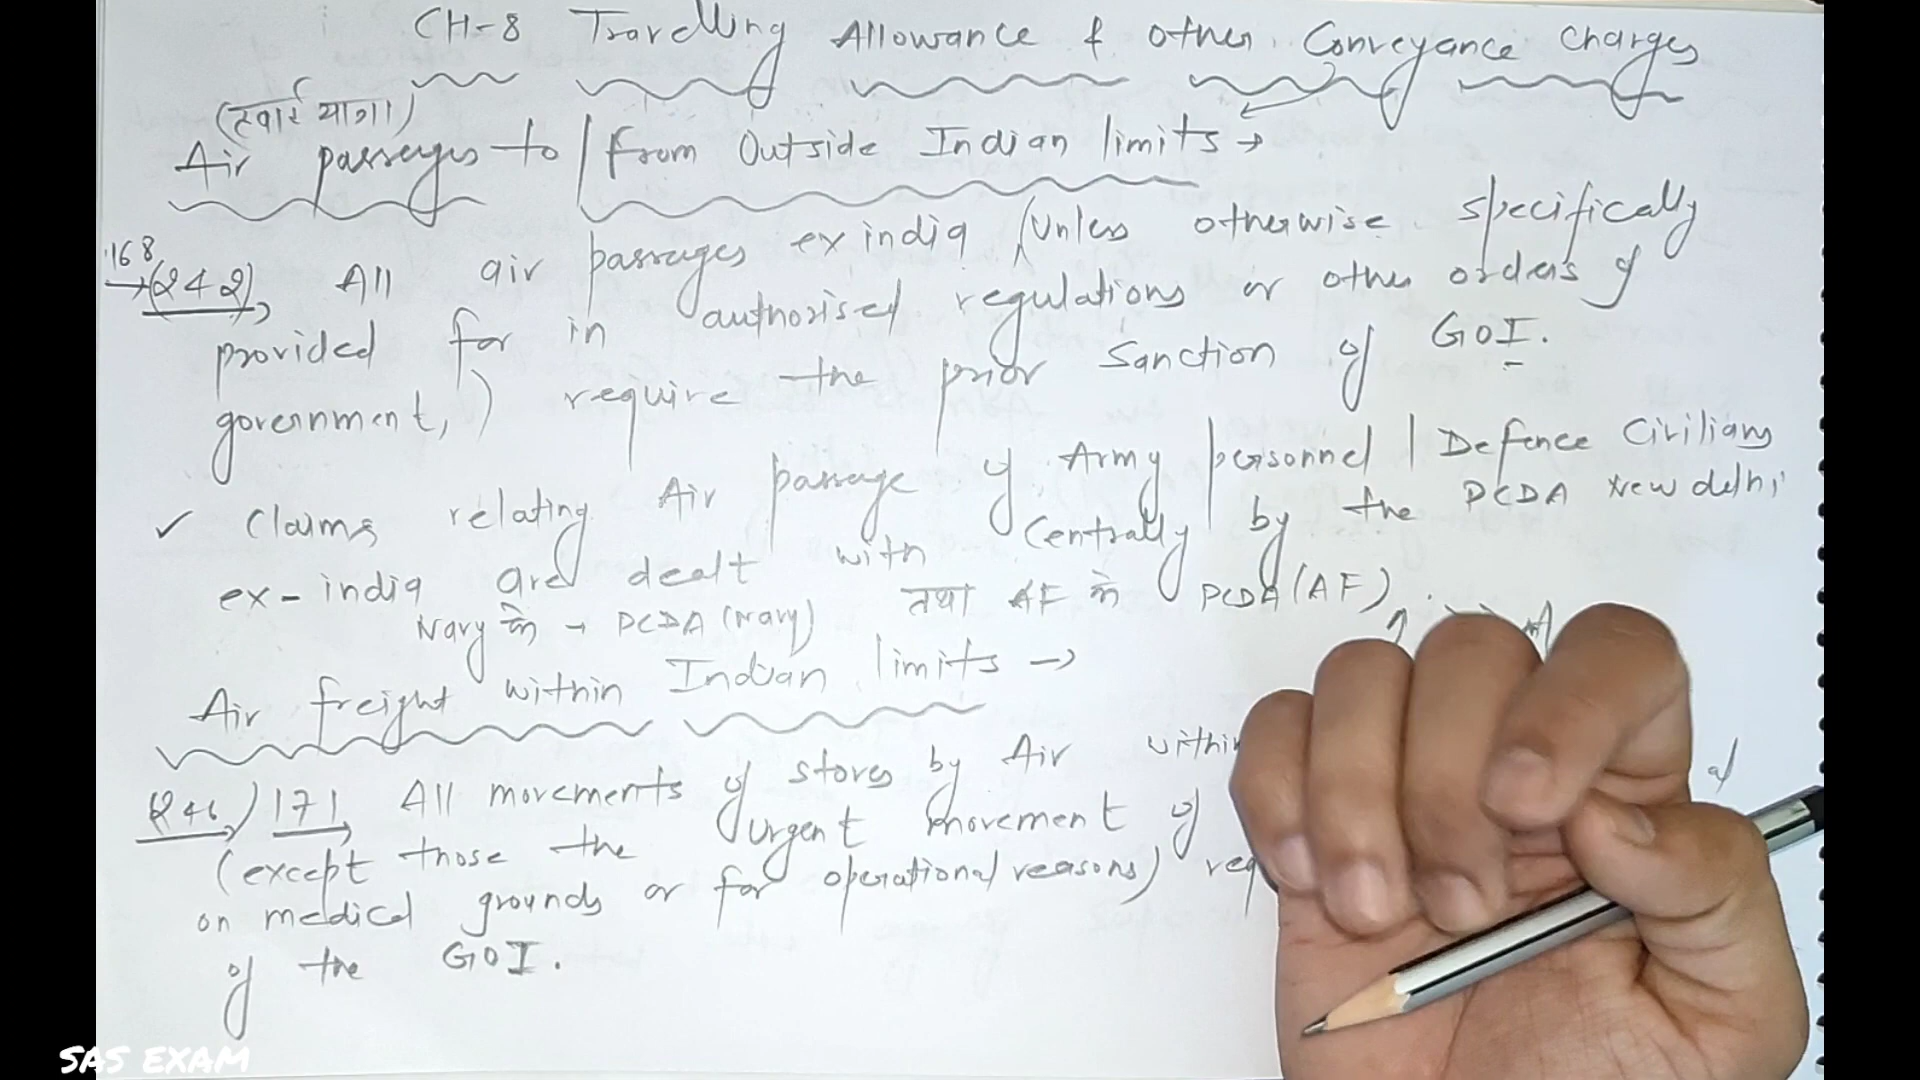 CH-8 Travelling Allowance & other Conveyance charges
(हवाई यात्रा)
Air passages to / from Outside Indian limits →
168
→(242), All air passages ex india (Unless otherwise specifically
provided for in authorised regulations or other orders of
government,) require the prior Sanction of GOI.
✓ Claims relating Air passage of Army personnel / Defence Civilians
ex-india are dealt with Centrally by the PCDA New delhi
Navy के → PCDA (Navy) तथा AF के PCDA (AF).
Air freight within Indian limits →
(246) / 171, All movements of stores by Air within
(except those the urgent movement of
on medical grounds or for operational reasons) req
of the GOI.
SAS EXAM